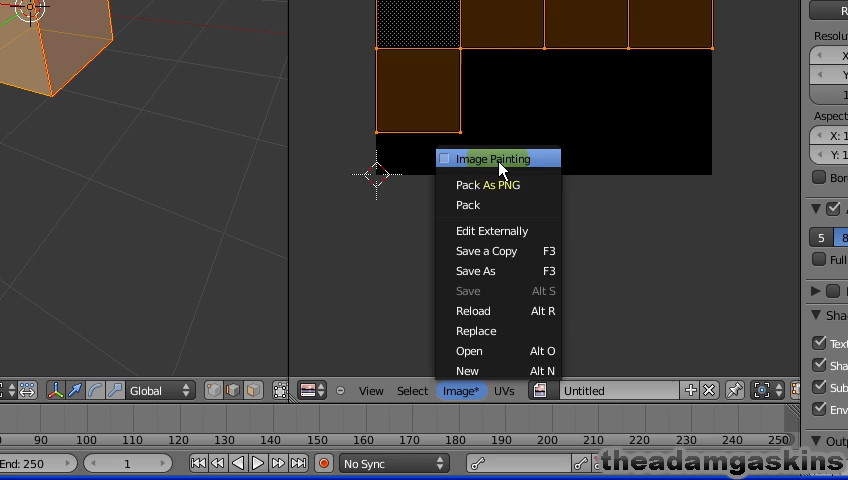 R
Resolu
X
Y
1
Aspect
X: 1
Y: 1
Bor
5 8
Full
Sha
Text
Sha
Sub
Env
Outp
Image Painting
Pack As PNG
Pack
Edit Externally
Save a Copy F3
Save As F3
Save Alt S
Reload Alt R
Replace
Open Alt O
New Alt N
Global
View Select Image* UVs Untitled
90 100 110 120 130 140 150 160 170 180 190 200 210 220 230 240 250
End: 250 1 No Sync
theadamgaskins